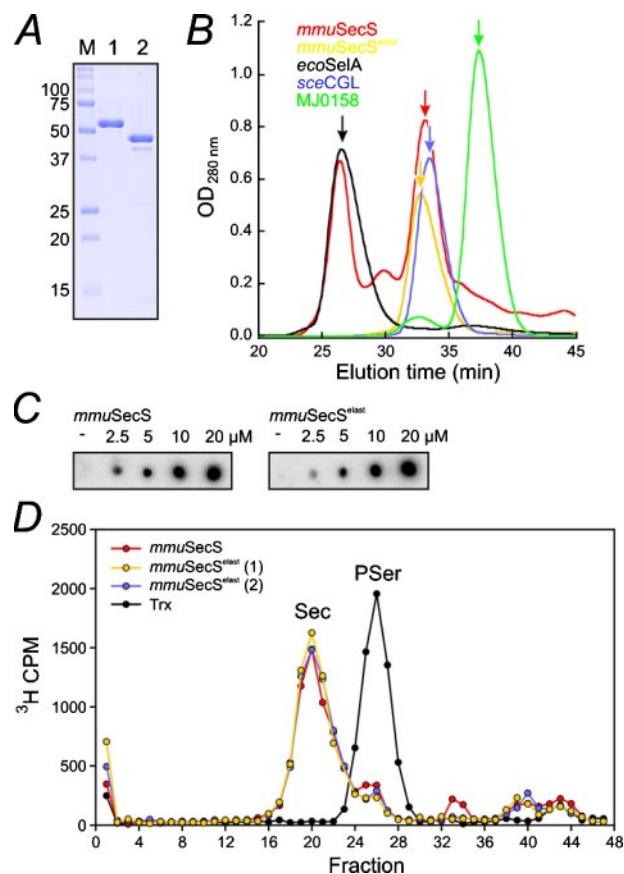 A
M 1 2
100
75
50
37
25
20
15
B
mmuSecS
mmuSecSelast
ecoSelA
sceCGL
MJ0158
OD280 nm
1.2
1.0
0.8
0.6
0.4
0.2
0.0
20 25 30 35 40 45
Elution time (min)
C
mmuSecS
- 2.5 5 10 20 µM
mmuSecSelast
- 2.5 5 10 20 µM
D
mmuSecS
mmuSecSelast (1)
mmuSecSelast (2)
Trx
Sec
PSer
3H CPM
2500
2000
1500
1000
500
0
0 4 8 12 16 20 24 28 32 36 40 44 48
Fraction